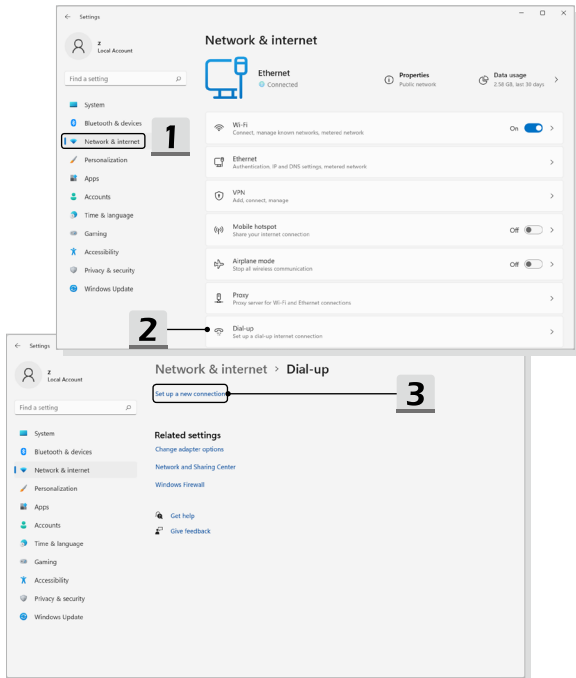 Settings
z
Local Account
Find a setting
System
Bluetooth & devices
Network & internet
Personalization
Apps
Accounts
Time & language
Gaming
Accessibility
Privacy & security
Windows Update
1
Network & internet
Ethernet
Connected
Properties
Public network
Data usage
2.58 GB, last 30 days
Wi-Fi
Connect, manage known networks, metered network
On
Ethernet
Authentication, IP and DNS settings, metered network
VPN
Add, connect, manage
Mobile hotspot
Share your internet connection
Off
Airplane mode
Stop all wireless communication
Off
Proxy
Proxy server for Wi-Fi and Ethernet connections
2
Dial-up
Set up a dial-up internet connection
Settings
z
Local Account
Find a setting
System
Bluetooth & devices
Network & internet
Personalization
Apps
Accounts
Time & language
Gaming
Accessibility
Privacy & security
Windows Update
Network & internet > Dial-up
Set up a new connection
3
Related settings
Change adapter options
Network and Sharing Center
Windows Firewall
Get help
Give feedback